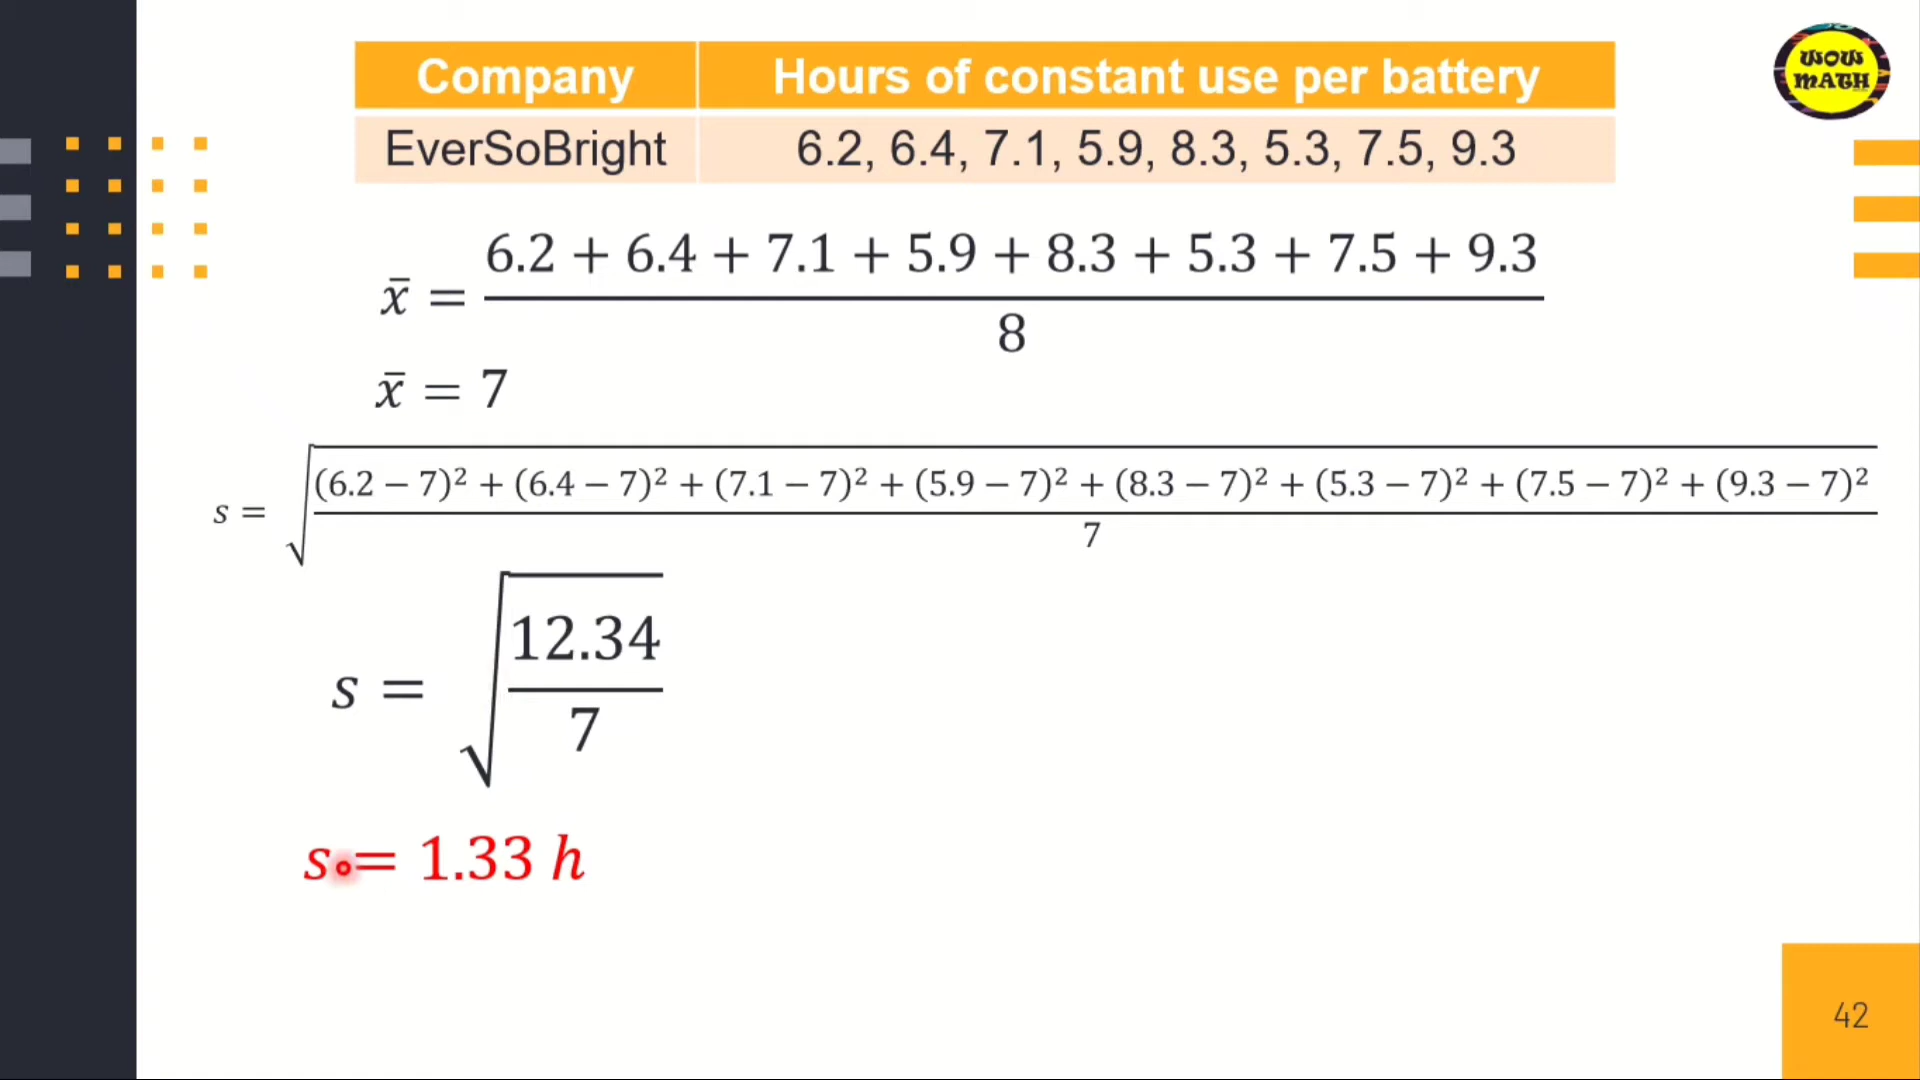 WOW
MATH
Company Hours of constant use per battery
EverSoBright 6.2, 6.4, 7.1, 5.9, 8.3, 5.3, 7.5, 9.3
x̄ = (6.2 + 6.4 + 7.1 + 5.9 + 8.3 + 5.3 + 7.5 + 9.3) / 8
x̄ = 7
s = √((6.2 − 7)² + (6.4 − 7)² + (7.1 − 7)² + (5.9 − 7)² + (8.3 − 7)² + (5.3 − 7)² + (7.5 − 7)² + (9.3 − 7)² / 7)
s = √(12.34 / 7)
s = 1.33 h
42